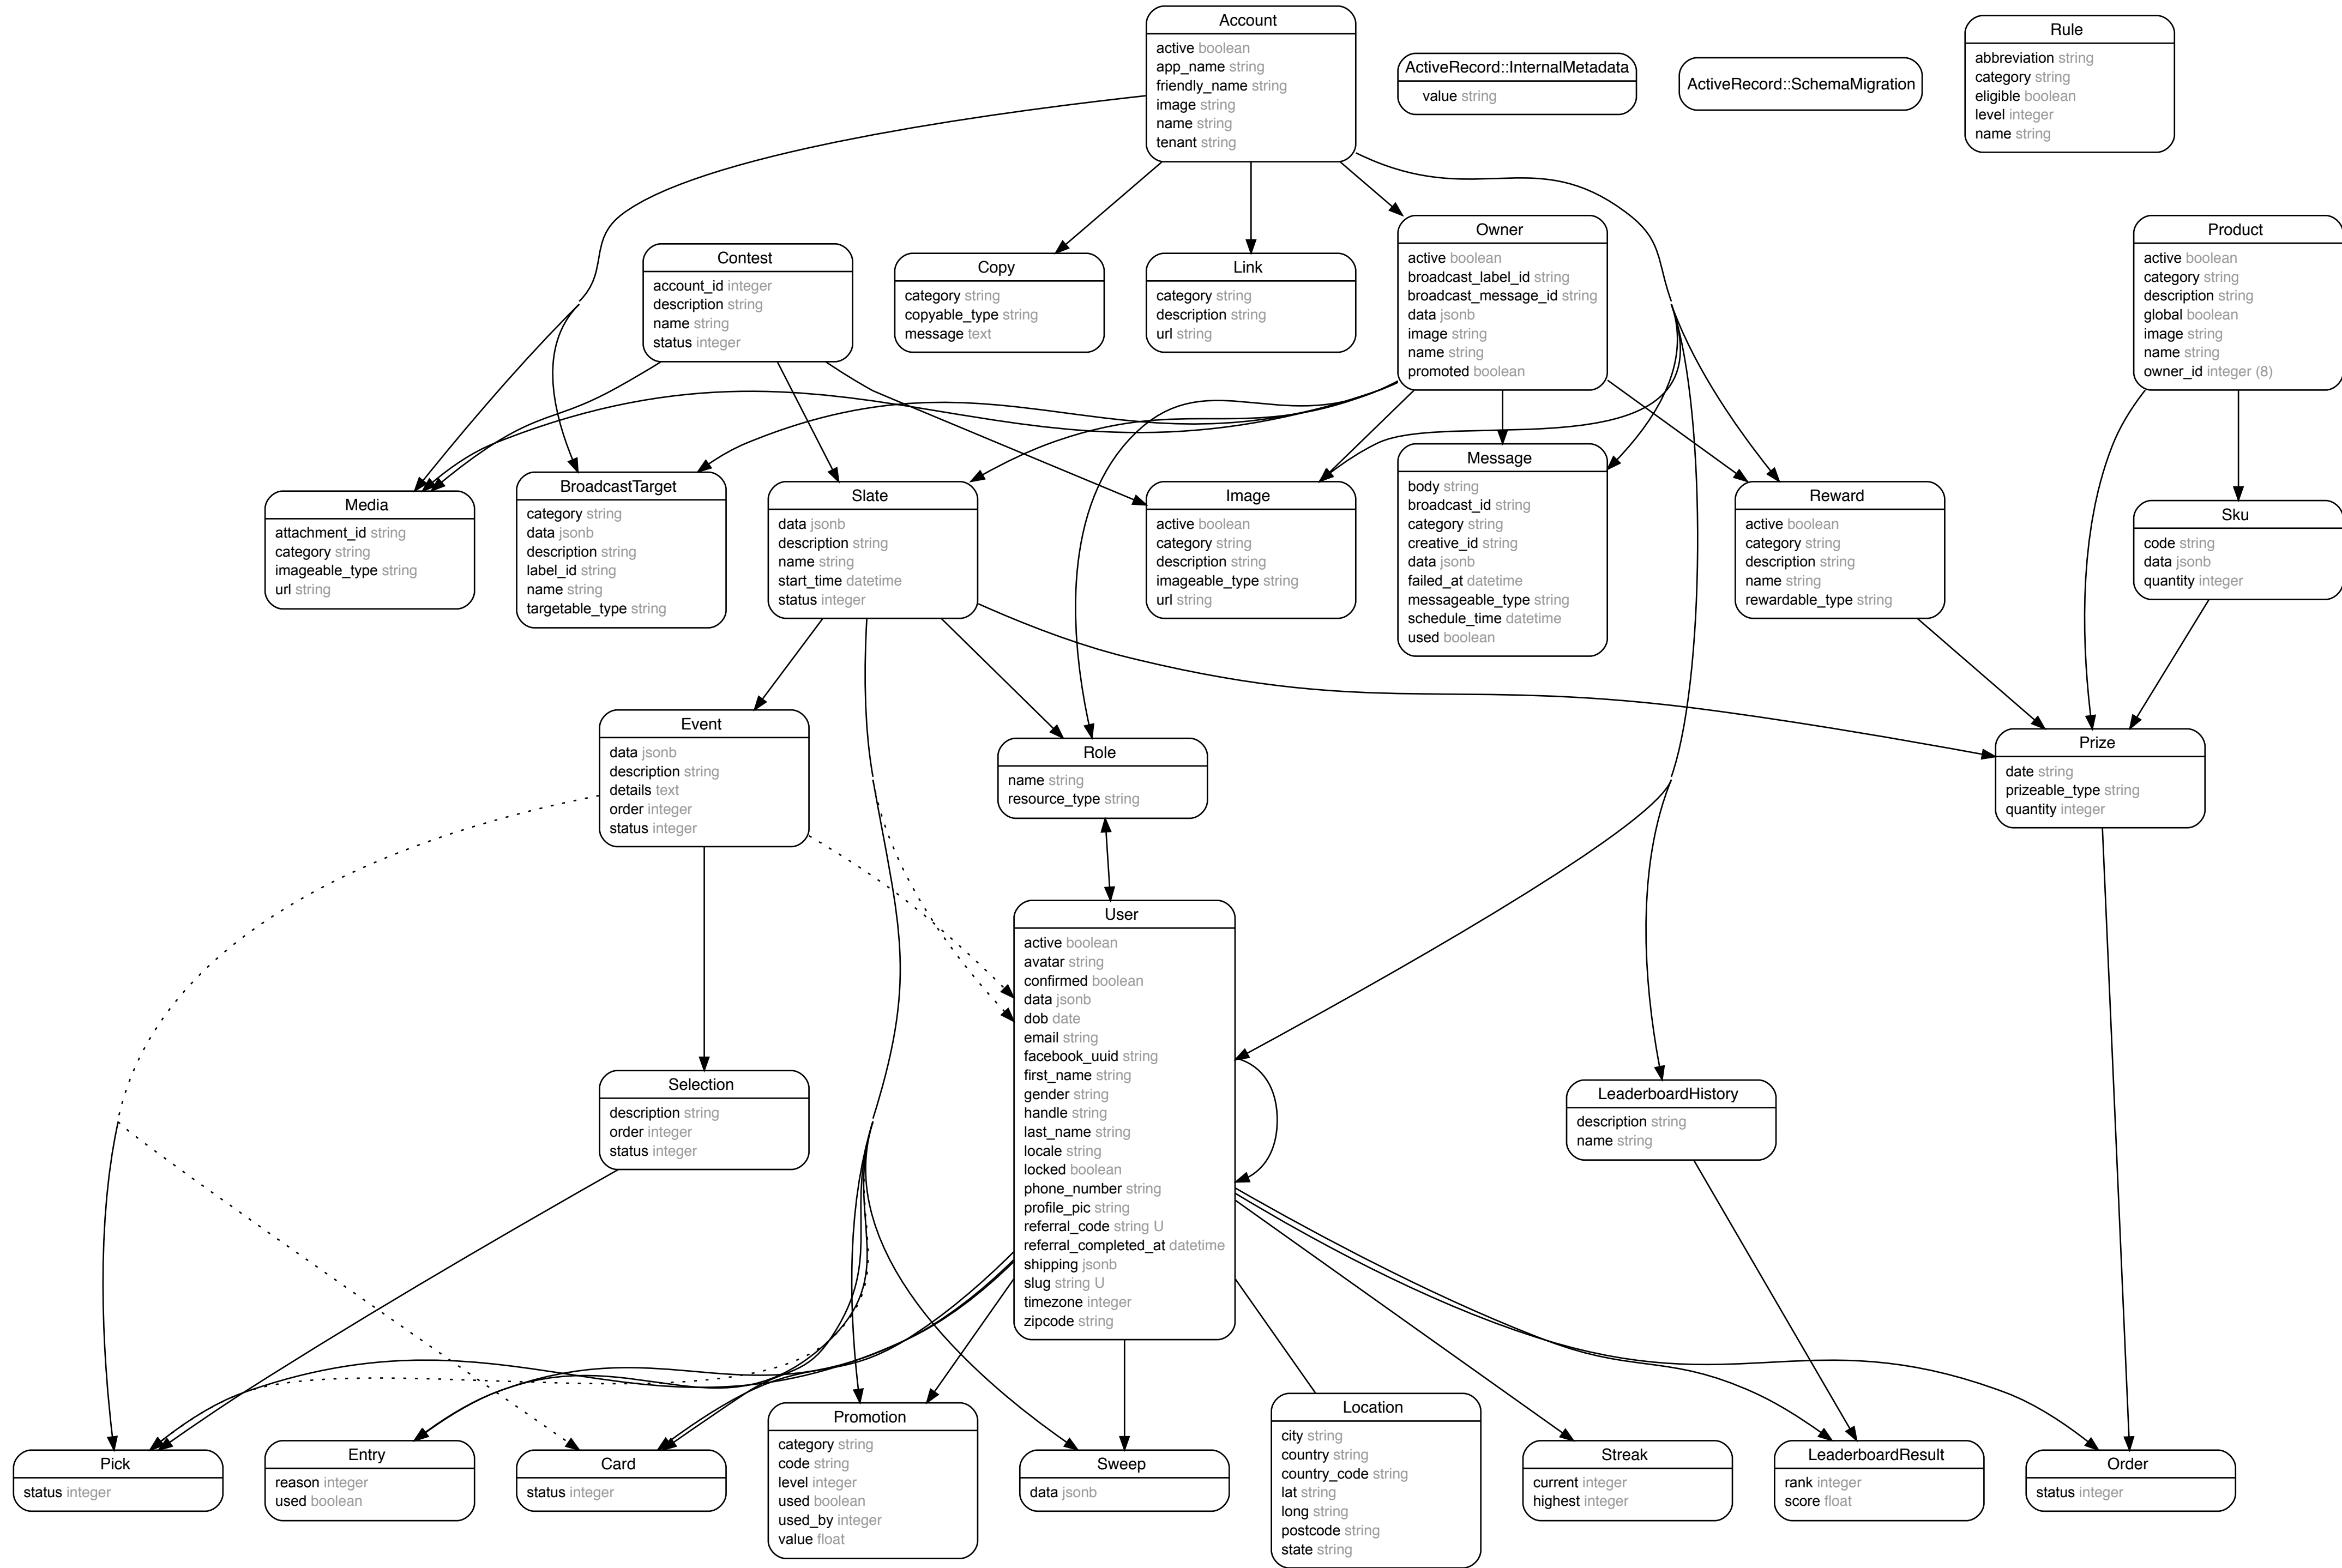 Account
active boolean
app_name string
friendly_name string
image string
name string
tenant string
ActiveRecord::InternalMetadata
value string
ActiveRecord::SchemaMigration
Rule
abbreviation string
category string
eligible boolean
level integer
name string
Contest
account_id integer
description string
name string
status integer
Copy
category string
copyable_type string
message text
Link
category string
description string
url string
Owner
active boolean
broadcast_label_id string
broadcast_message_id string
data jsonb
image string
name string
promoted boolean
Product
active boolean
category string
description string
global boolean
image string
name string
owner_id integer (8)
Media
attachment_id string
category string
imageable_type string
url string
BroadcastTarget
category string
data jsonb
description string
label_id string
name string
targetable_type string
Slate
data jsonb
description string
name string
start_time datetime
status integer
Image
active boolean
category string
description string
imageable_type string
url string
Message
body string
broadcast_id string
category string
creative_id string
data jsonb
failed_at datetime
messageable_type string
schedule_time datetime
used boolean
Reward
active boolean
category string
description string
name string
rewardable_type string
Sku
code string
data jsonb
quantity integer
Event
data jsonb
description string
details text
order integer
status integer
Role
name string
resource_type string
Prize
date string
prizeable_type string
quantity integer
User
active boolean
avatar string
confirmed boolean
data jsonb
dob date
email string
facebook_uuid string
first_name string
gender string
handle string
last_name string
locale string
locked boolean
phone_number string
profile_pic string
referral_code string U
referral_completed_at datetime
shipping jsonb
slug string U
timezone integer
zipcode string
Selection
description string
order integer
status integer
LeaderboardHistory
description string
name string
Pick
status integer
Entry
reason integer
used boolean
Card
status integer
Promotion
category string
code string
level integer
used boolean
used_by integer
value float
Sweep
data jsonb
Location
city string
country string
country_code string
lat string
long string
postcode string
state string
Streak
current integer
highest integer
LeaderboardResult
rank integer
score float
Order
status integer